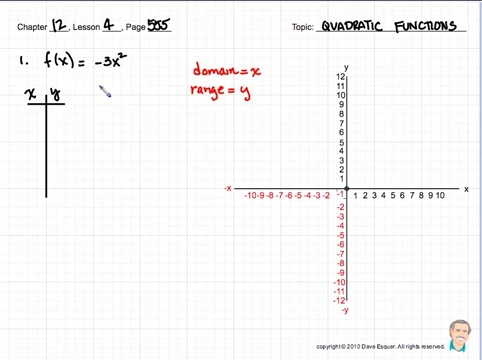 Chapter 12, Lesson 4, Page 555
Topic: QUADRATIC FUNCTIONS
1. f(x) = -3x²
domain = x
range = y
x y
y
12
11
10
9
8
7
6
5
4
3
2
1
-x -10 -9 -8 -7 -6 -5 -4 -3 -2 -1 1 2 3 4 5 6 7 8 9 10 x
-2
-3
-4
-5
-6
-7
-8
-9
-10
-11
-12
-y
copyright© 2010 Dave Esquer. All rights reserved.